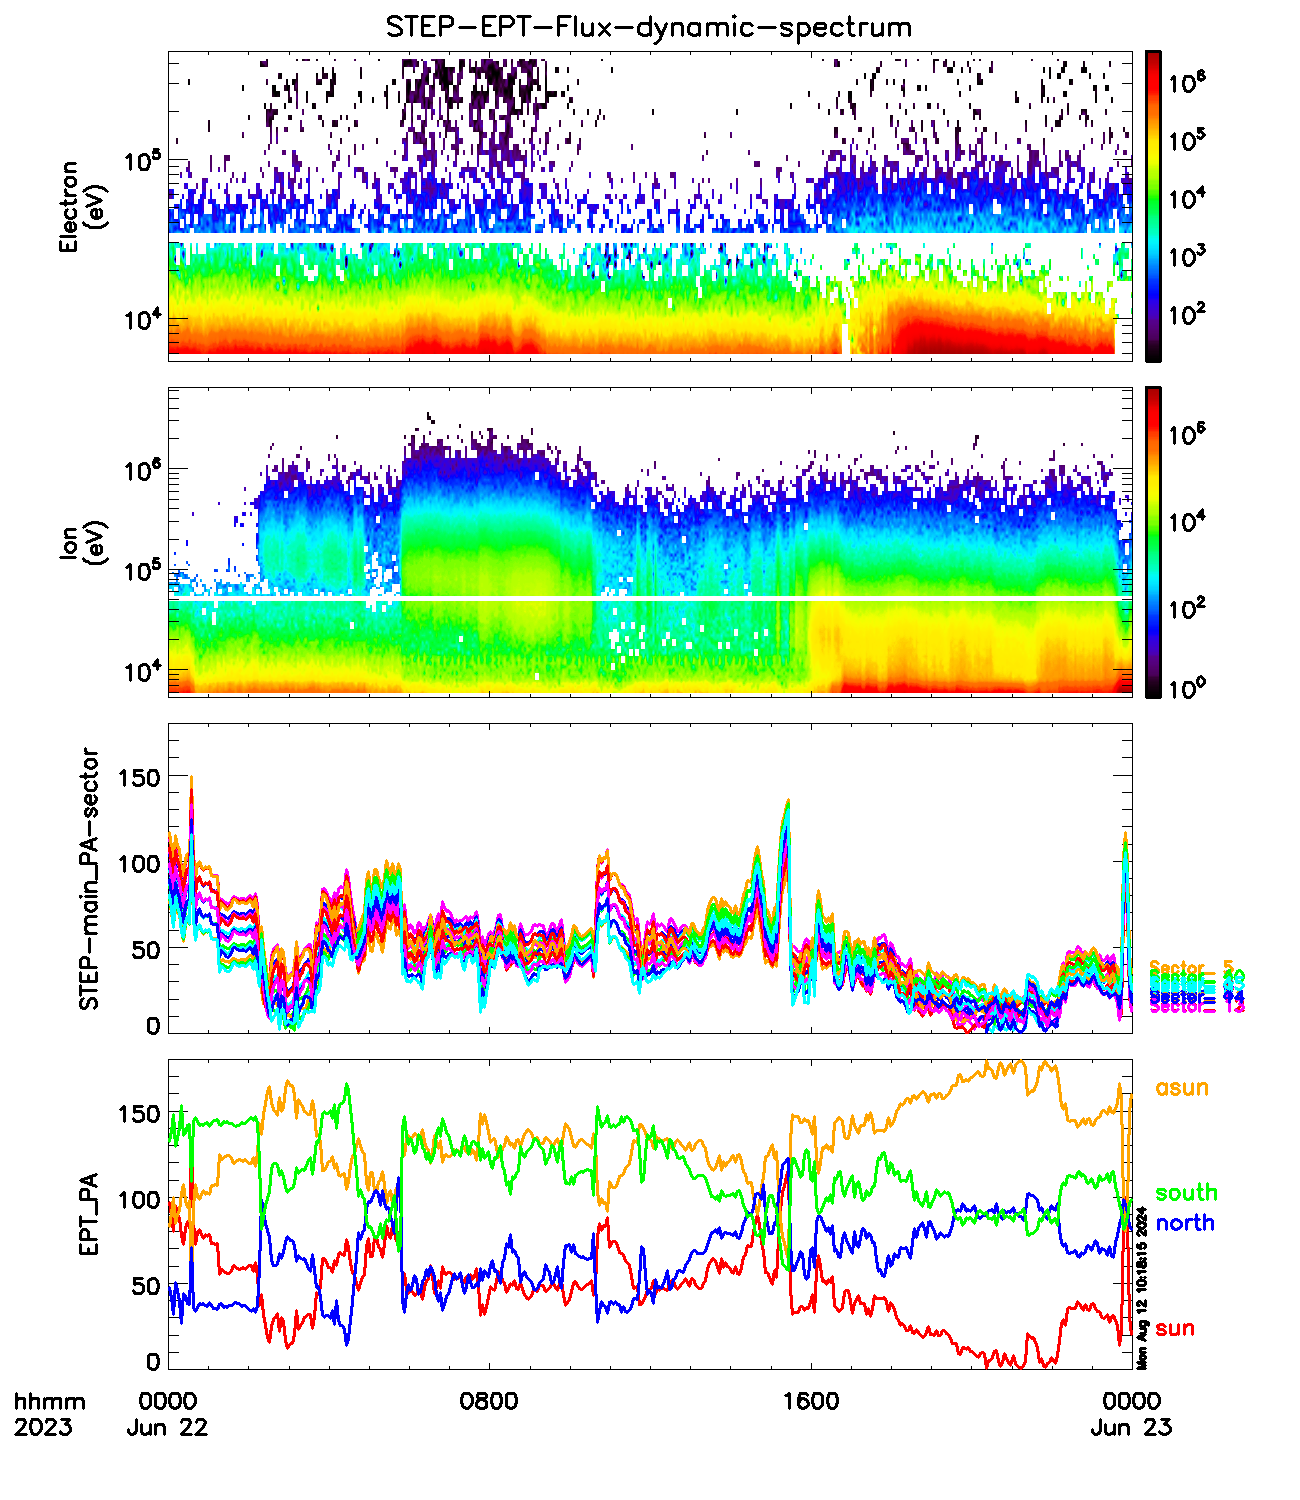 STEP-EPT-Flux-dynamic-spectrum
Electron
(eV)
10^5
10^4
10^6
10^5
10^4
10^3
10^2
Ion
(eV)
10^6
10^5
10^4
10^6
10^4
10^2
10^0
STEP-main_PA-sector
150
100
50
0
Sector= 5
EPT_PA
150
100
50
0
asun
south
north
sun
Mon Aug 12 10:18:15 2024
hhmm
2023
0000
Jun 22
0800
1600
0000
Jun 23